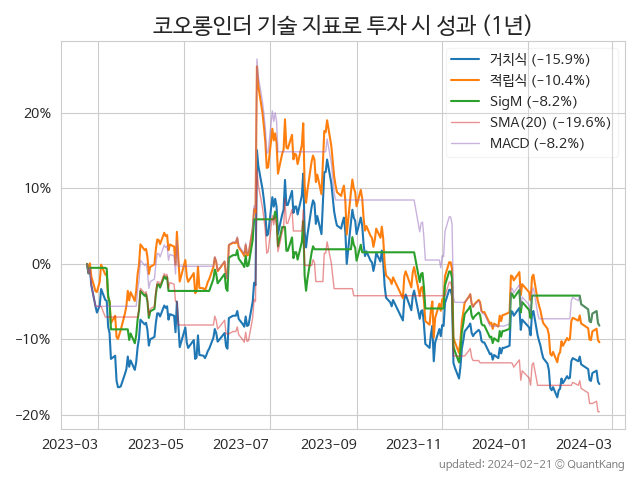 코오롱인더 기술 지표로 투자 시 성과 (1년)
거치식 (−15.9%)
적립식 (−10.4%)
SigM (−8.2%)
SMA(20) (−19.6%)
MACD (−8.2%)
20%
10%
0%
−10%
−20%
2023-03 2023-05 2023-07 2023-09 2023-11 2024-01 2024-03
updated: 2024-02-21 © QuantKang